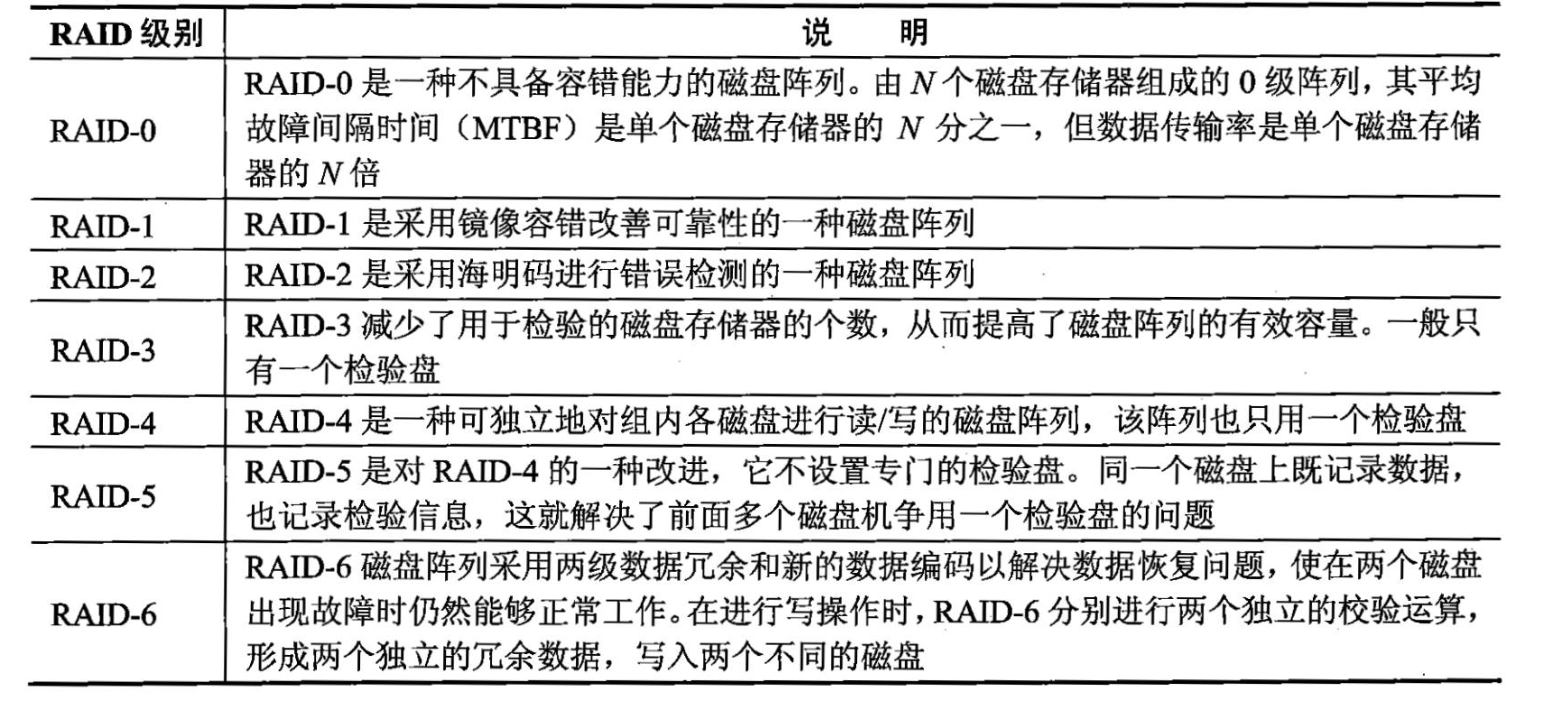 RAID 级别 说 明
RAID-0 RAID-0 是一种不具备容错能力的磁盘阵列。由 N 个磁盘存储器组成的 0 级阵列，其平均
故障间隔时间（MTBF）是单个磁盘存储器的 N 分之一，但数据传输率是单个磁盘存储
器的 N 倍
RAID-1 RAID-1 是采用镜像容错改善可靠性的一种磁盘阵列
RAID-2 RAID-2 是采用海明码进行错误检测的一种磁盘阵列
RAID-3 RAID-3 减少了用于检验的磁盘存储器的个数，从而提高了磁盘阵列的有效容量。一般只
有一个检验盘
RAID-4 RAID-4 是一种可独立地对组内各磁盘进行读/写的磁盘阵列，该阵列也只用一个检验盘
RAID-5 RAID-5 是对 RAID-4 的一种改进，它不设置专门的检验盘。同一个磁盘上既记录数据，
也记录检验信息，这就解决了前面多个磁盘机争用一个检验盘的问题
RAID-6 RAID-6 磁盘阵列采用两级数据冗余和新的数据编码以解决数据恢复问题，使在两个磁盘
出现故障时仍然能够正常工作。在进行写操作时，RAID-6 分别进行两个独立的校验运算，
形成两个独立的冗余数据，写入两个不同的磁盘